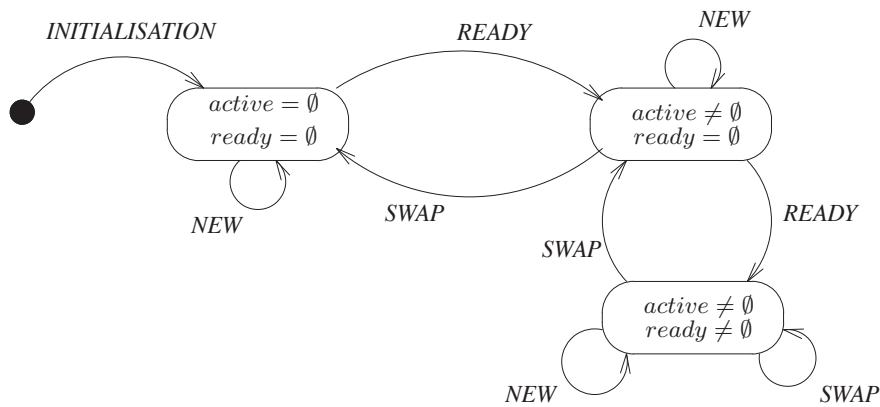 INITIALISATION
READY
NEW
active = ∅
ready = ∅
active ≠ ∅
ready = ∅
NEW
SWAP
READY
SWAP
active ≠ ∅
ready ≠ ∅
NEW
SWAP